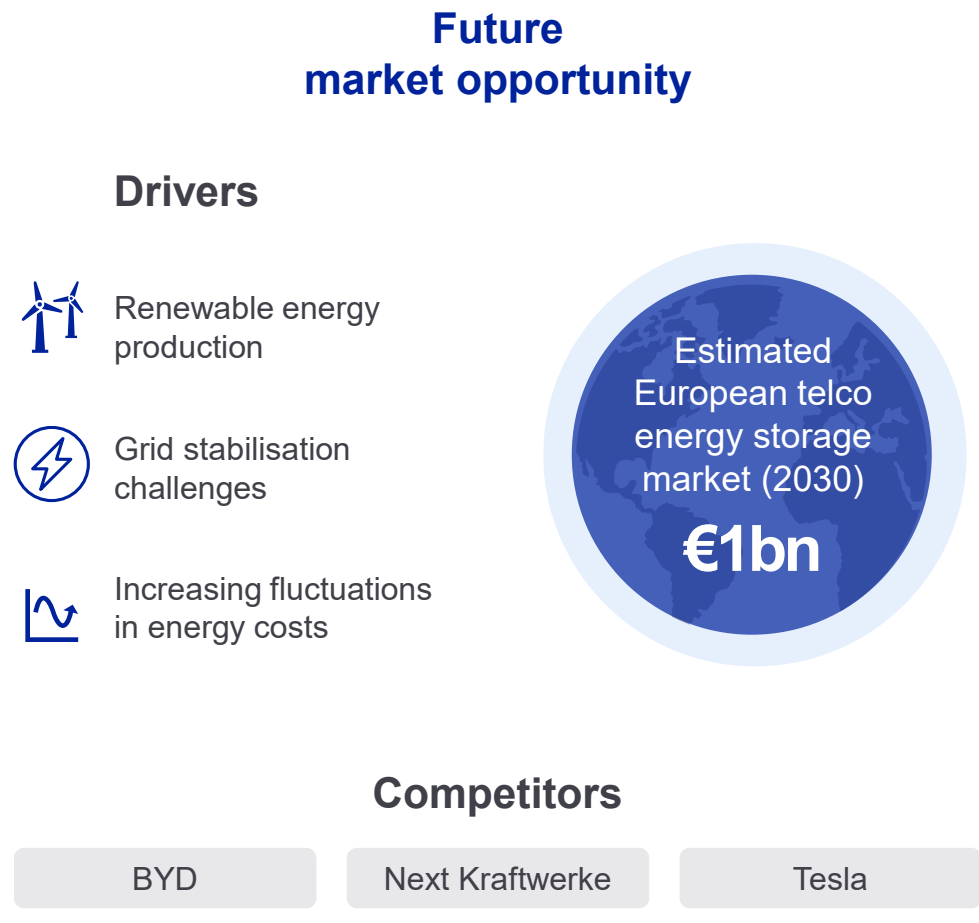 Future
market opportunity
Drivers
Renewable energy
production
Grid stabilisation
challenges
Increasing fluctuations
in energy costs
Estimated
European telco
energy storage
market (2030)
€1bn
Competitors
BYD
Next Kraftwerke
Tesla